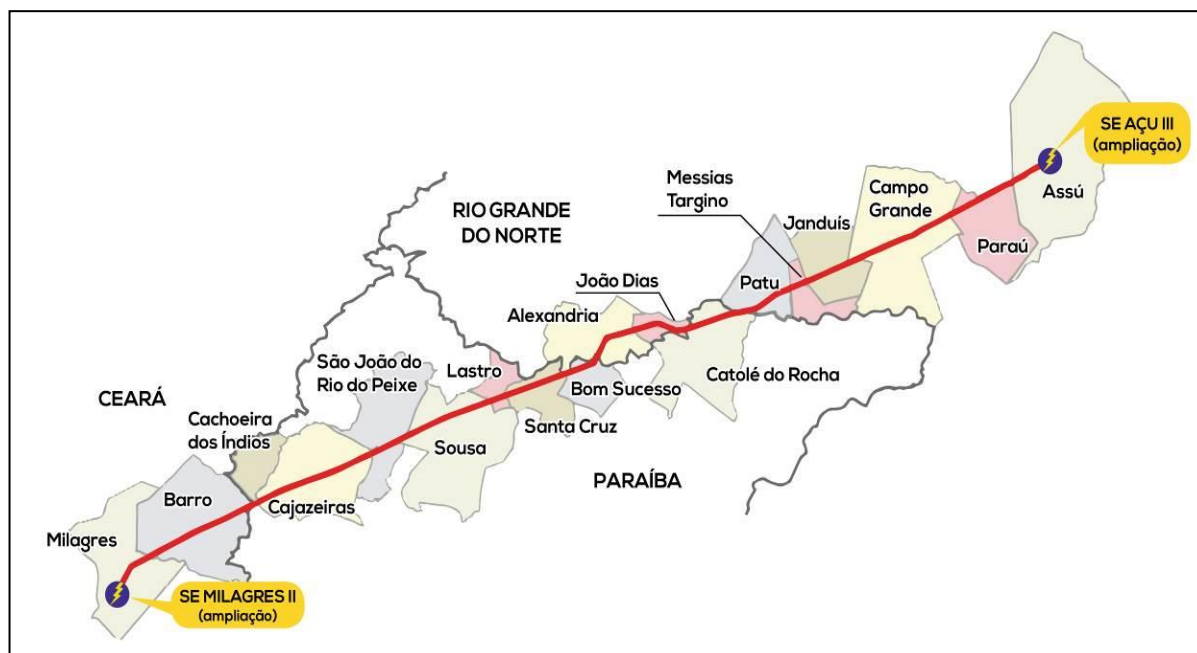 SE AÇU III
(ampliação)
Assú
Messias
Targino
Campo
Grande
Janduís
Paraú
RIO GRANDE
DO NORTE
João Dias
Patu
Alexandria
São João do
Rio do Peixe
Lastro
Bom Sucesso
Catolé do Rocha
CEARÁ
Cachoeira
dos Índios
Santa Cruz
Sousa
PARAÍBA
Barro
Cajazeiras
Milagres
SE MILAGRES II
(ampliação)